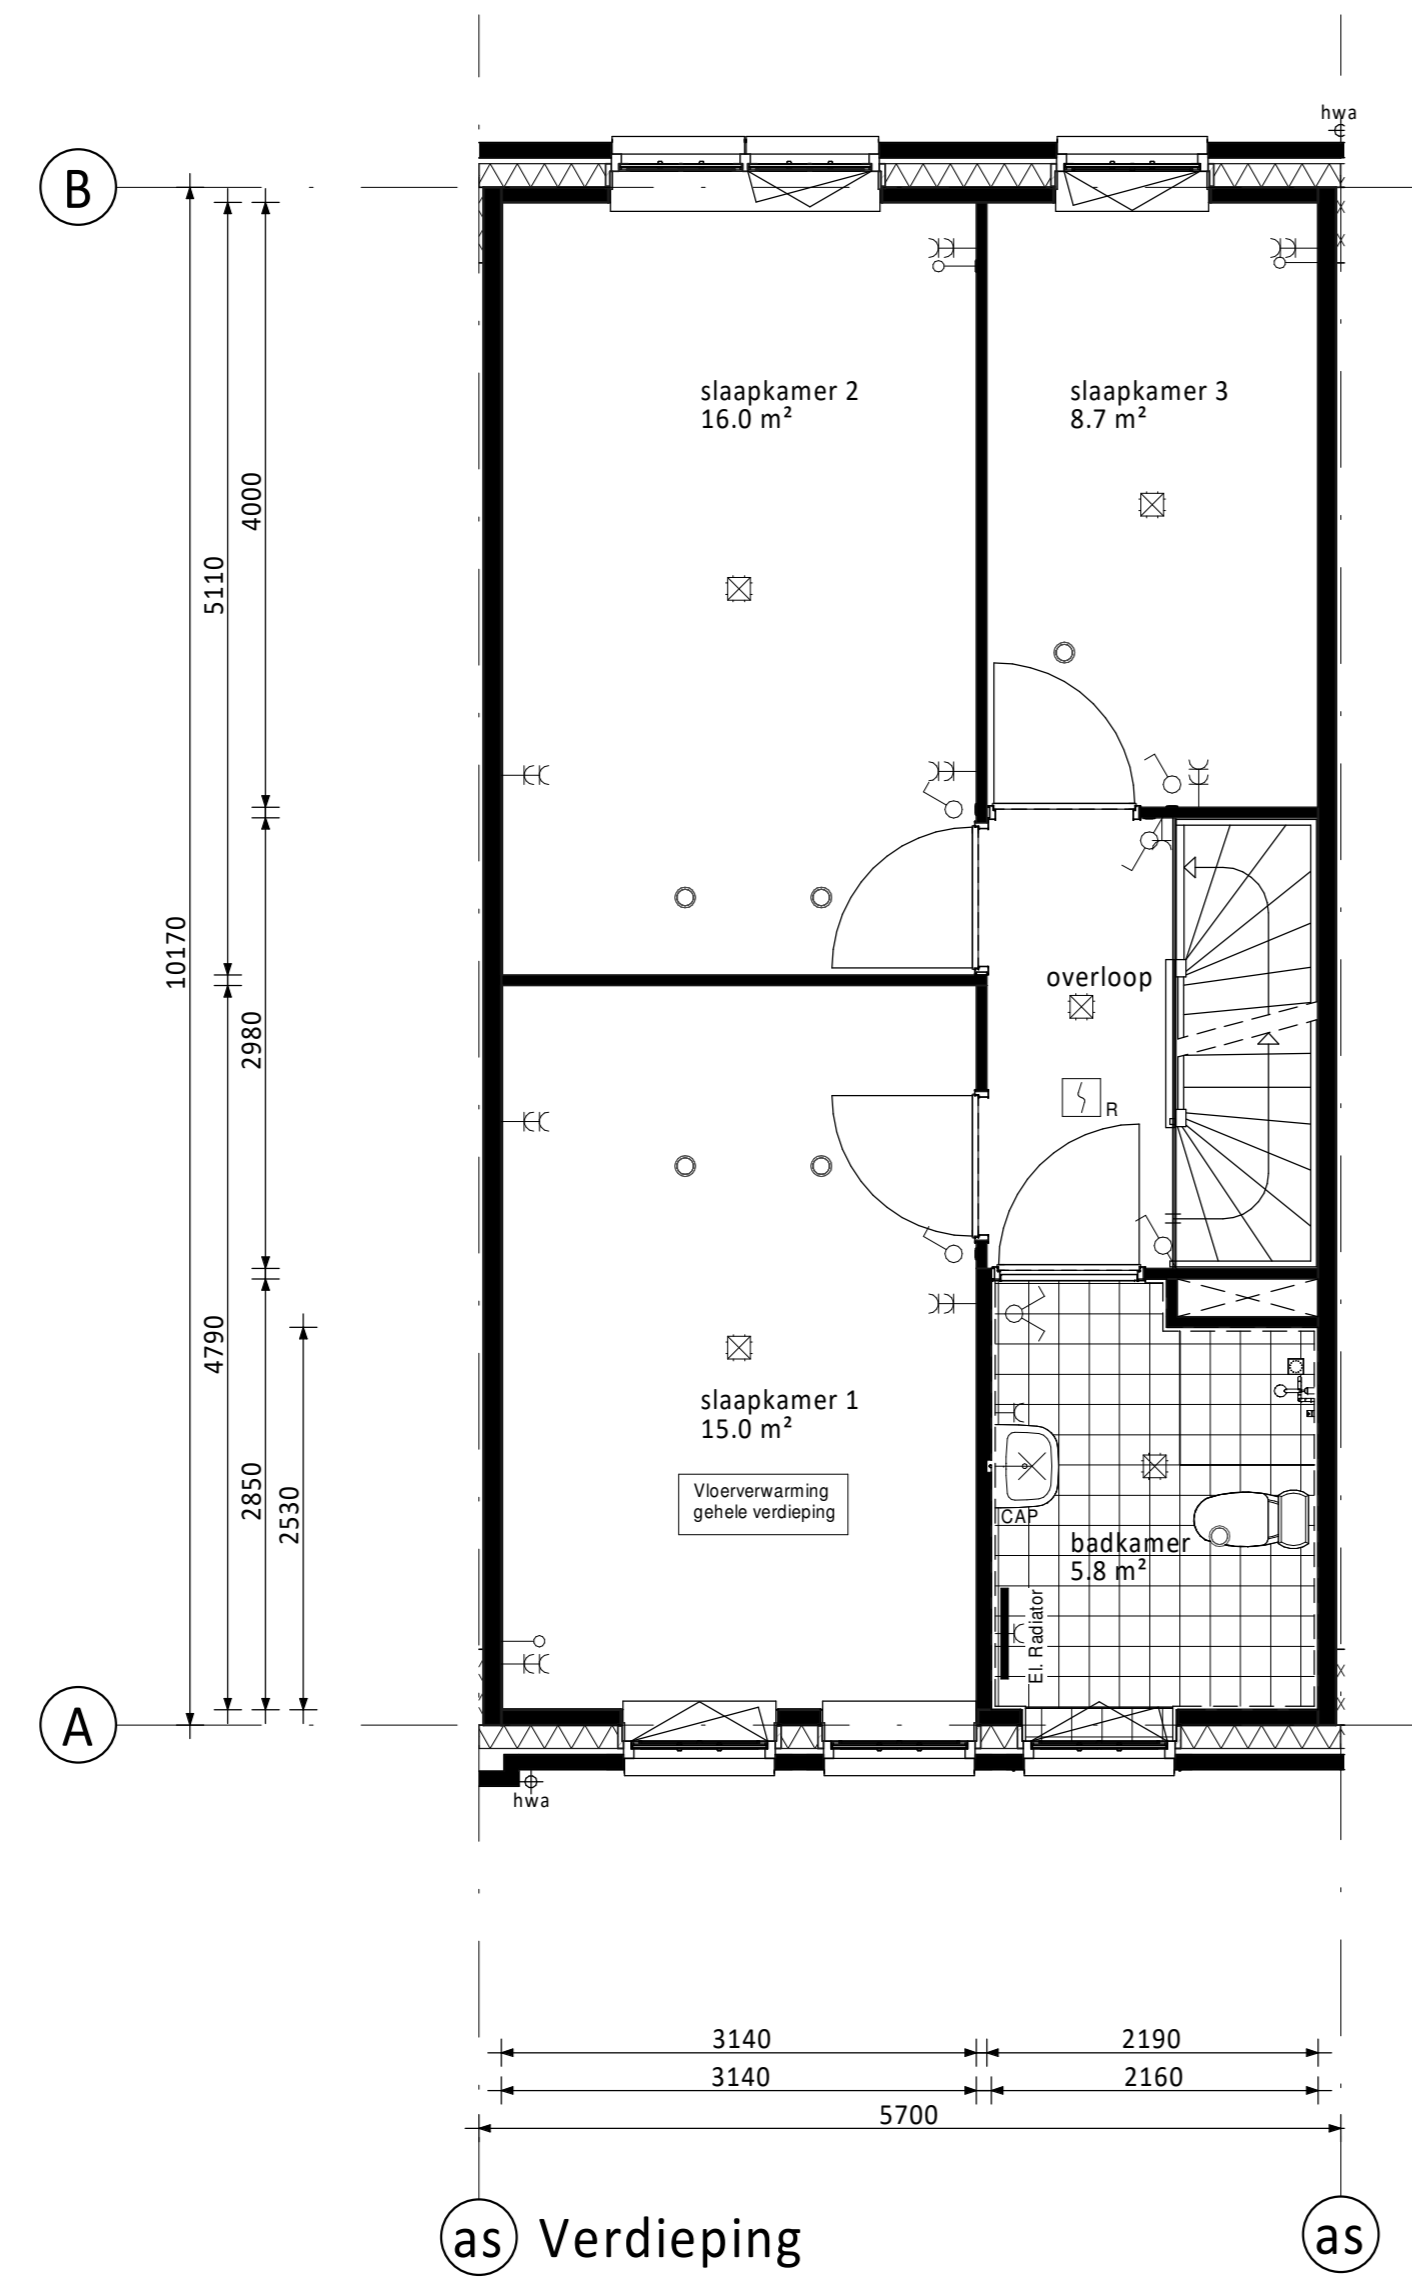 hwa
B
slaapkamer 2
16.0 m²
slaapkamer 3
8.7 m²
4000
5110
10170
2980
overloop
R
4790
2850
2530
slaapkamer 1
15.0 m²
Vloerverwarming
gehele verdieping
CAP
badkamer
5.8 m²
El. Radiator
A
hwa
3140
2190
3140
2160
5700
as
Verdieping
as